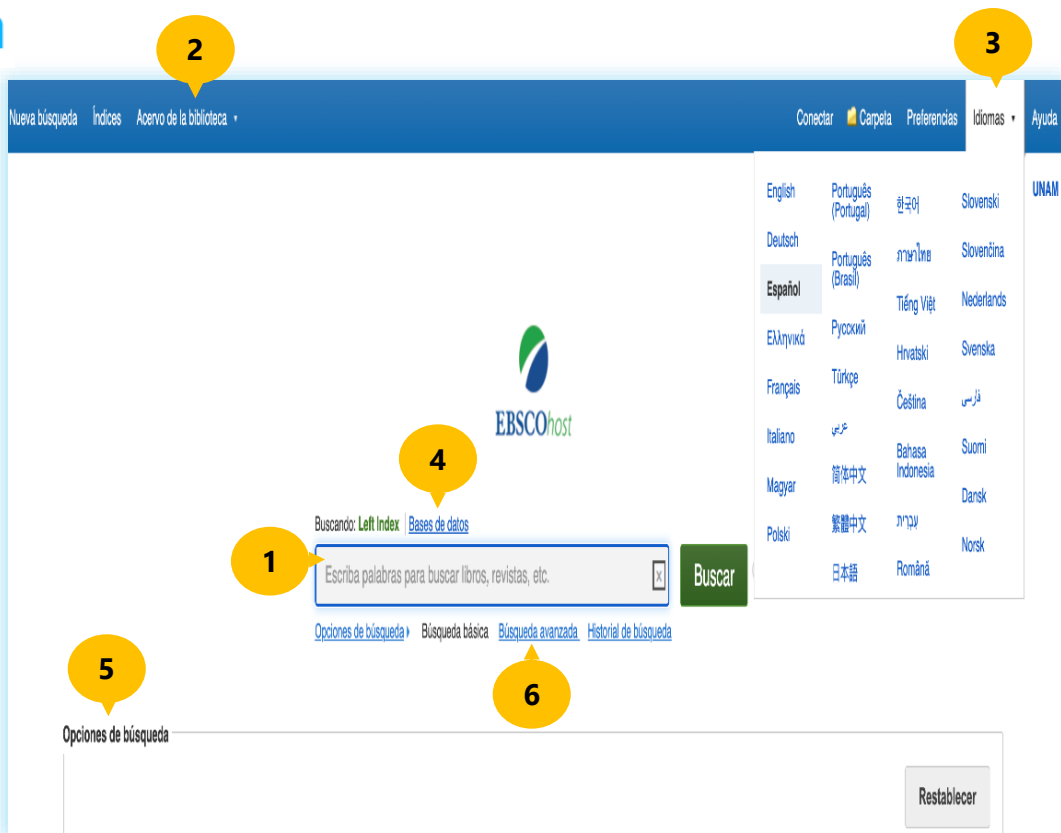 2
3
Nueva búsqueda Índices Acervo de la biblioteca
Conectar Carpeta Preferencias Idiomas Ayuda
UNAM
English
Deutsch
Español
Ελληνικά
Français
Italiano
Magyar
Polski
Português
(Portugal)
Português
(Brasil)
Русский
Türkçe
عربي
简体中文
繁體中文
日本語
한국어
ภาษาไทย
Tiếng Việt
Hrvatski
Čeština
Bahasa
Indonesia
עברית
Română
Slovenski
Slovenčina
Nederlands
Svenska
فارسی
Suomi
Dansk
Norsk
EBSCOhost
4
Buscando: Left Index Bases de datos
1
Escriba palabras para buscar libros, revistas, etc. x
Buscar
Opciones de búsqueda Búsqueda básica Búsqueda avanzada Historial de búsqueda
5
6
Opciones de búsqueda
Restablecer